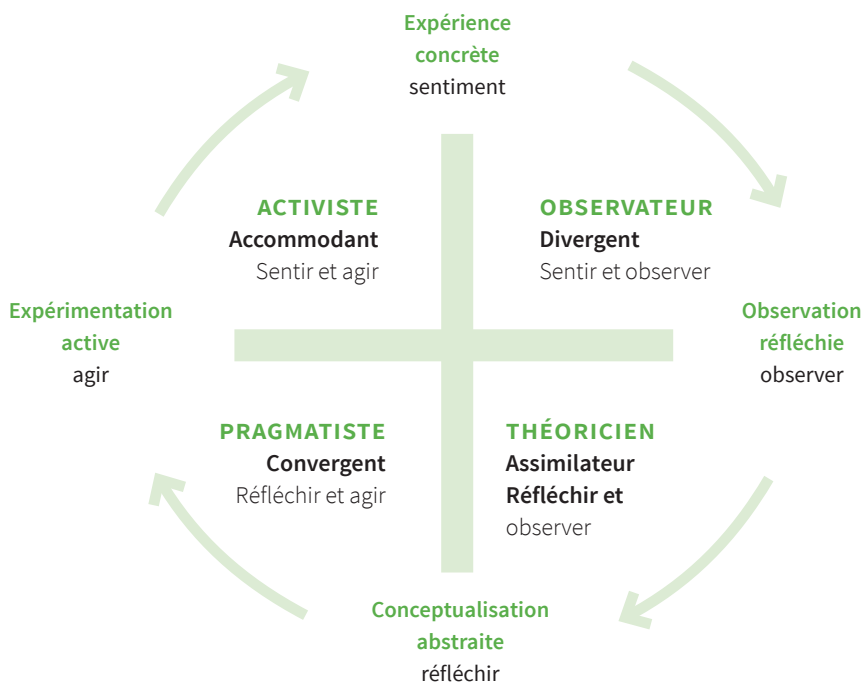 Expérience
concrète
sentiment
ACTIVISTE
Accommodant
Sentir et agir
OBSERVATEUR
Divergent
Sentir et observer
Expérimentation
active
agir
Observation
réfléchie
observer
PRAGMATISTE
Convergent
Réfléchir et agir
THÉORICIEN
Assimilateur
Réfléchir et
observer
Conceptualisation
abstraite
réfléchir